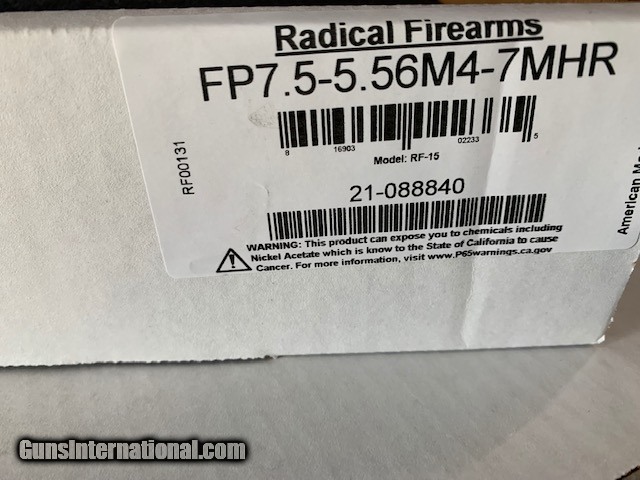 Radical Firearms
FP7.5-5.56M4-7MHR
8 16903 02233 5
Model: RF-15
RF00131
21-088840
WARNING: This product can expose you to chemicals including
Nickel Acetate which is know to the State of California to cause
Cancer. For more information, visit www.P65warnings.ca.gov
American
GunsInternational.com